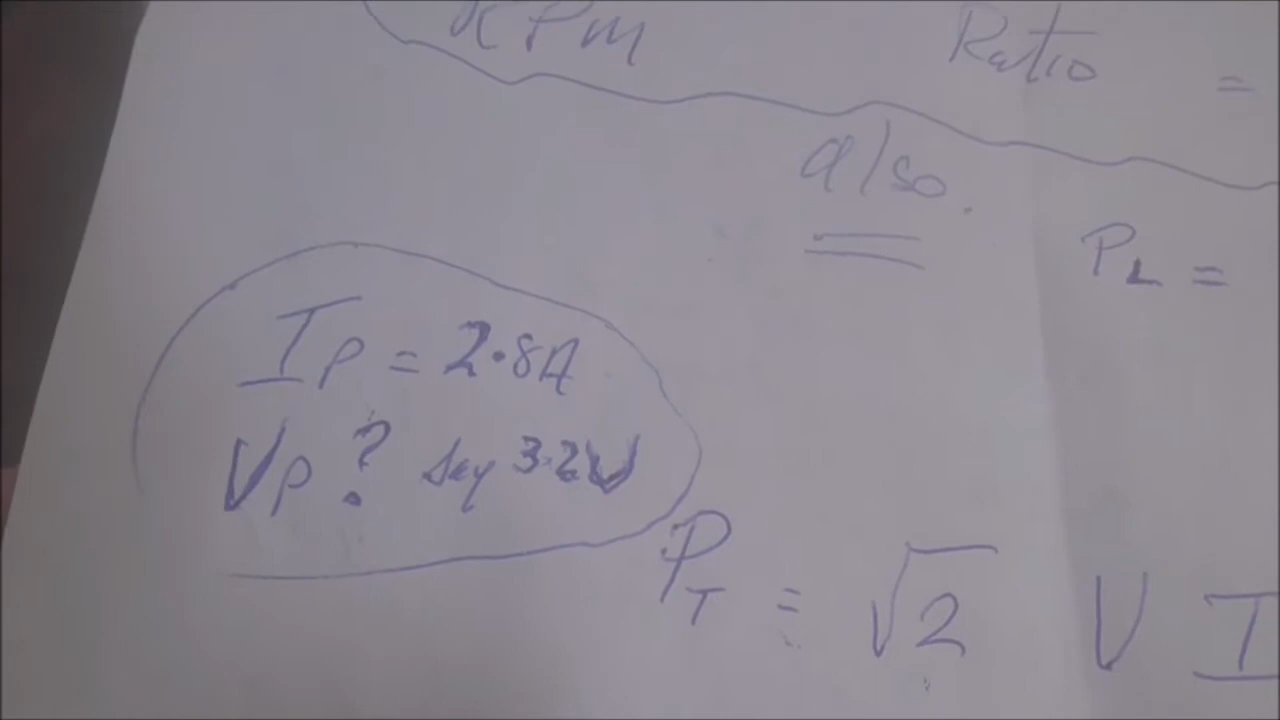 RPm Ratio =
also.
PL =
IP = 2.8A
VP ? Say 3.2V
PT = √2 V I